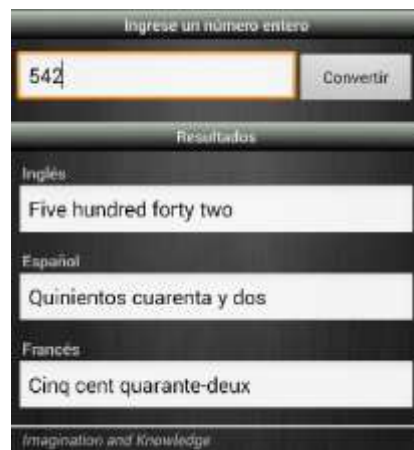 Ingrese un número entero
542
Convertir
Resultados
Inglés
Five hundred forty two
Español
Quinientos cuarenta y dos
Francés
Cinq cent quarante-deux
Imagination and Knowledge